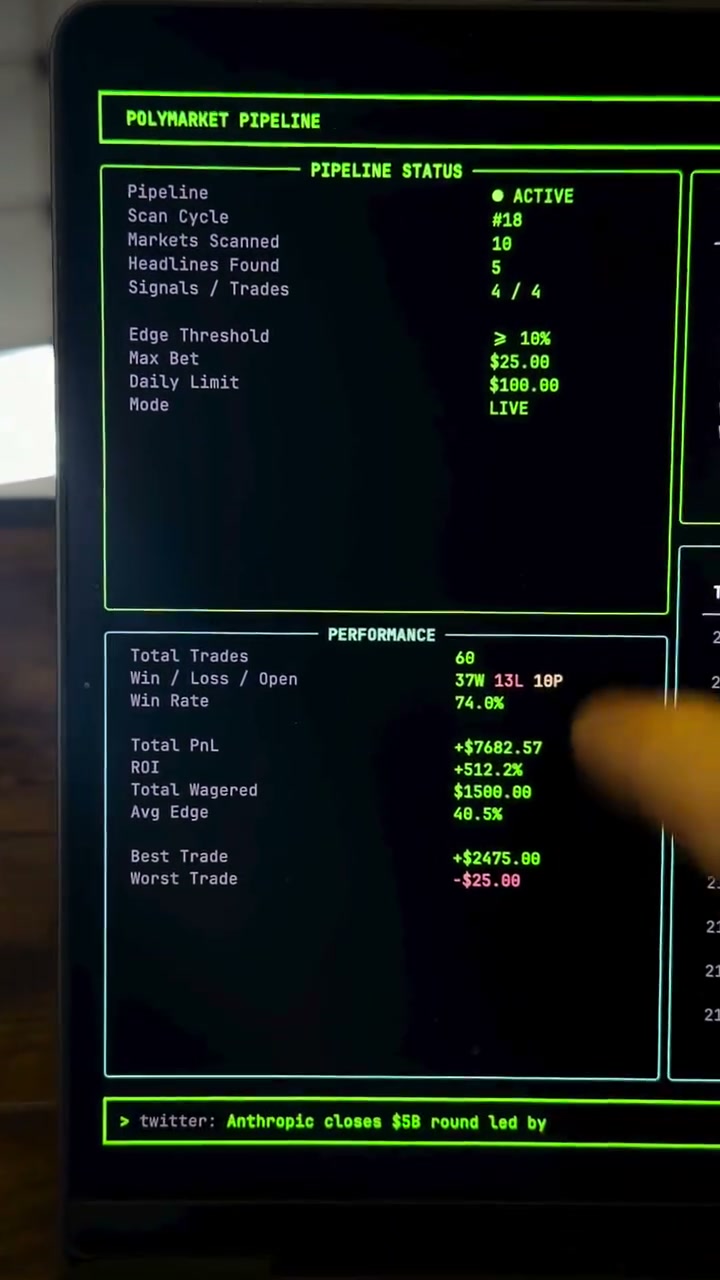 POLYMARKET PIPELINE
PIPELINE STATUS
Pipeline ● ACTIVE
Scan Cycle #18
Markets Scanned 10
Headlines Found 5
Signals / Trades 4 / 4
Edge Threshold ⩾ 10%
Max Bet $25.00
Daily Limit $100.00
Mode LIVE
PERFORMANCE
Total Trades 60
Win / Loss / Open 37W 13L 10P
Win Rate 74.0%
Total PnL +$7682.57
ROI +512.2%
Total Wagered $1500.00
Avg Edge 40.5%
Best Trade +$2475.00
Worst Trade -$25.00
> twitter: Anthropic closes $5B round led by